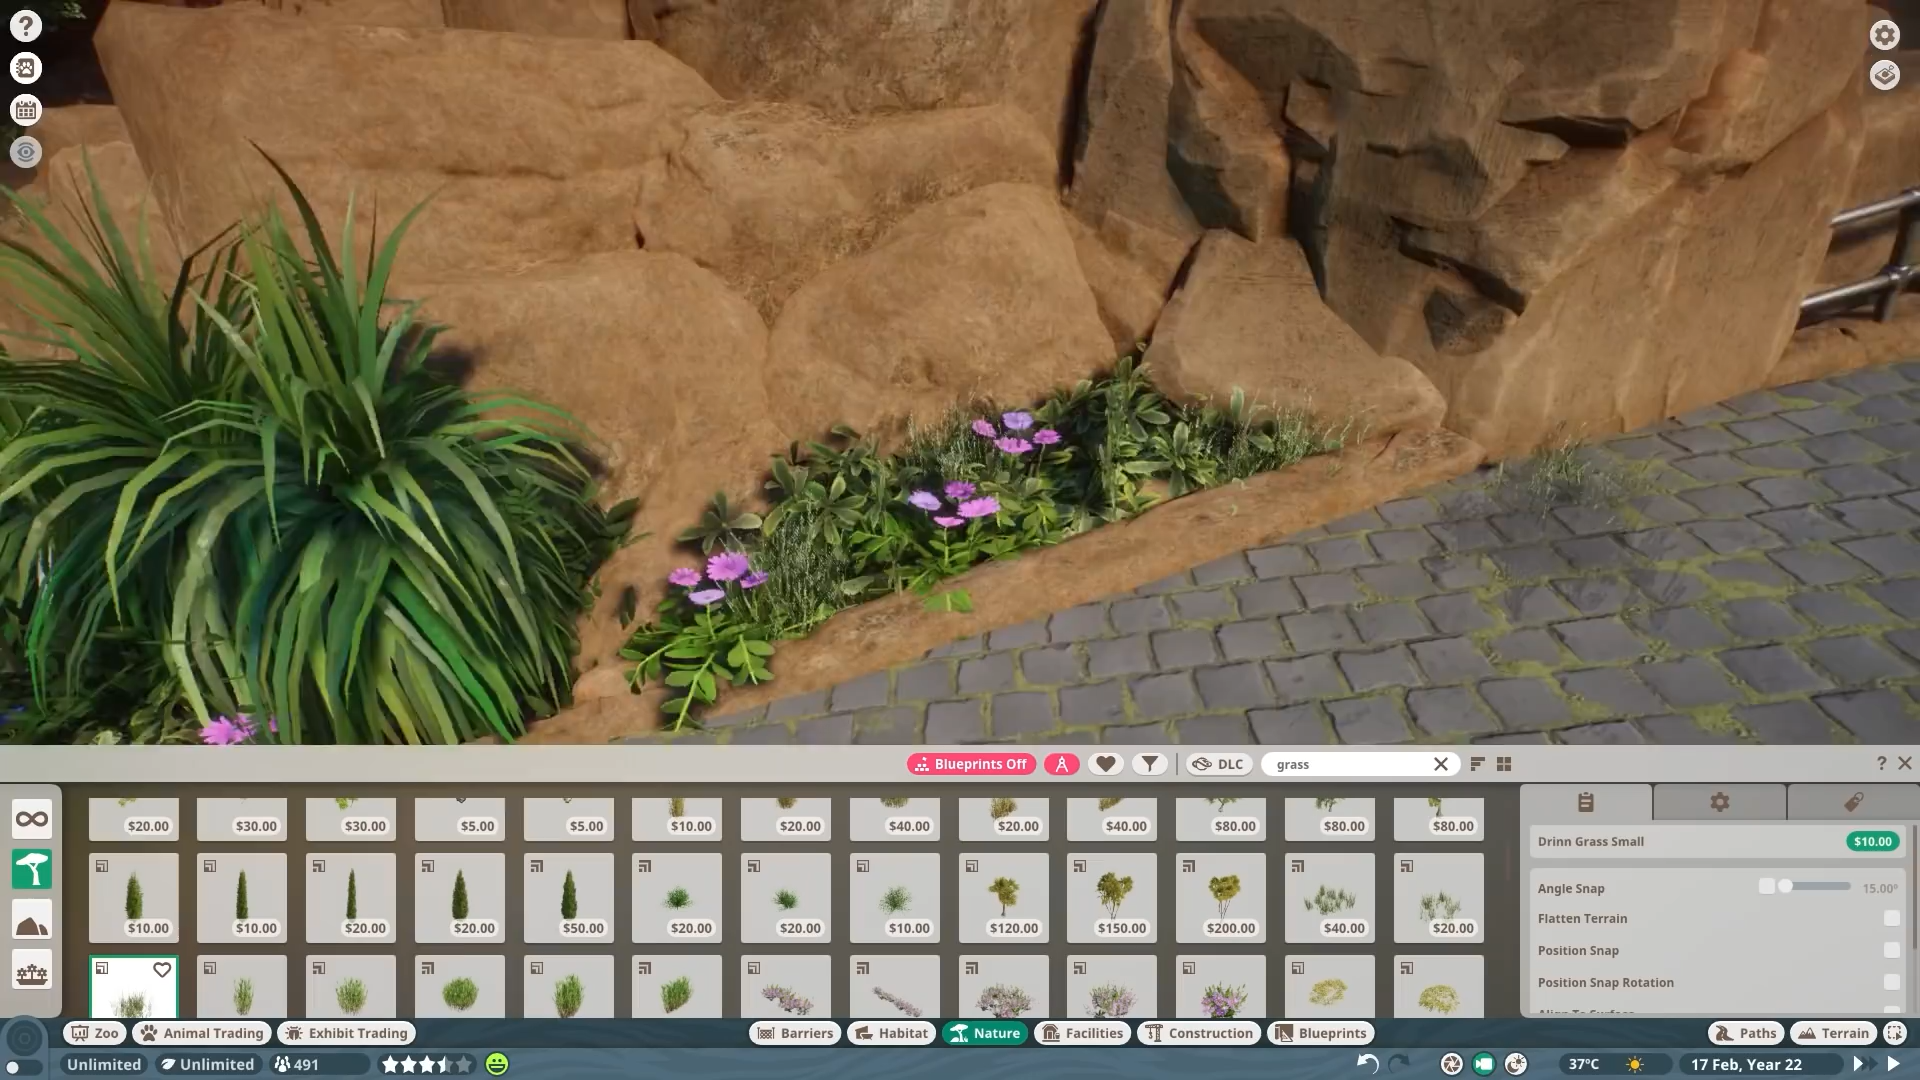 Blueprints Off
DLC
grass
?
$20.00 $30.00 $30.00 $5.00 $5.00 $10.00 $20.00 $40.00 $20.00 $40.00 $80.00 $80.00 $80.00
$10.00 $10.00 $20.00 $20.00 $50.00 $20.00 $20.00 $10.00 $120.00 $150.00 $200.00 $40.00 $20.00
Drinn Grass Small $10.00
Angle Snap 15.00°
Flatten Terrain
Position Snap
Position Snap Rotation
Zoo Animal Trading Exhibit Trading Barriers Habitat Nature Facilities Construction Blueprints Paths Terrain
Unlimited Unlimited 491 37°C 17 Feb, Year 22